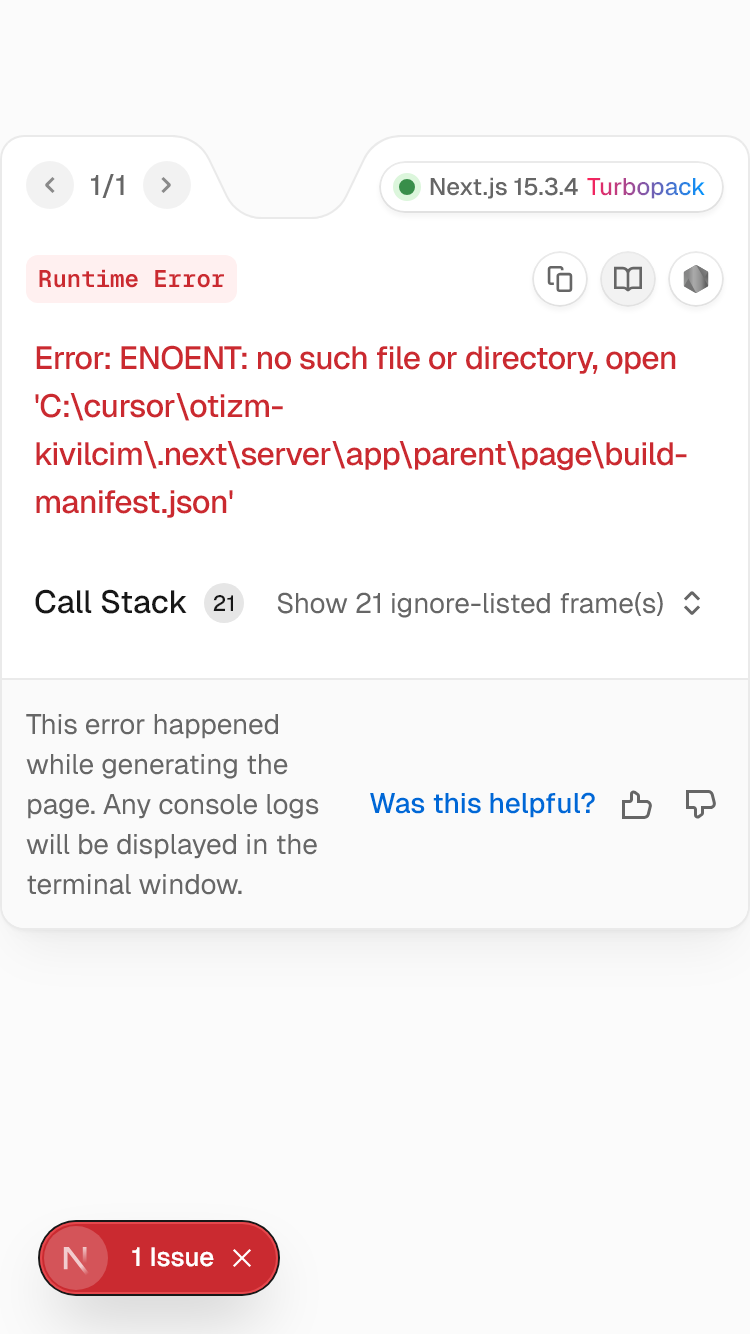 1/1
Next.js 15.3.4 Turbopack
Runtime Error
Error: ENOENT: no such file or directory, open
'C:\cursor\otizm-
kivilcim\.next\server\app\parent\page\build-
manifest.json'
Call Stack 21 Show 21 ignore-listed frame(s)
This error happened
while generating the
page. Any console logs
will be displayed in the
terminal window.
Was this helpful?
N 1 Issue